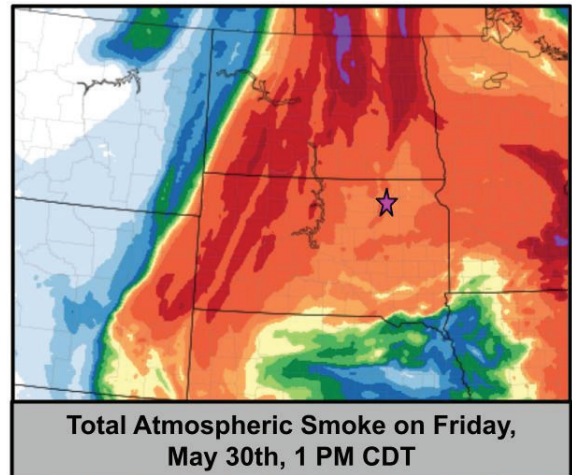 Total Atmospheric Smoke on Friday,
May 30th, 1 PM CDT